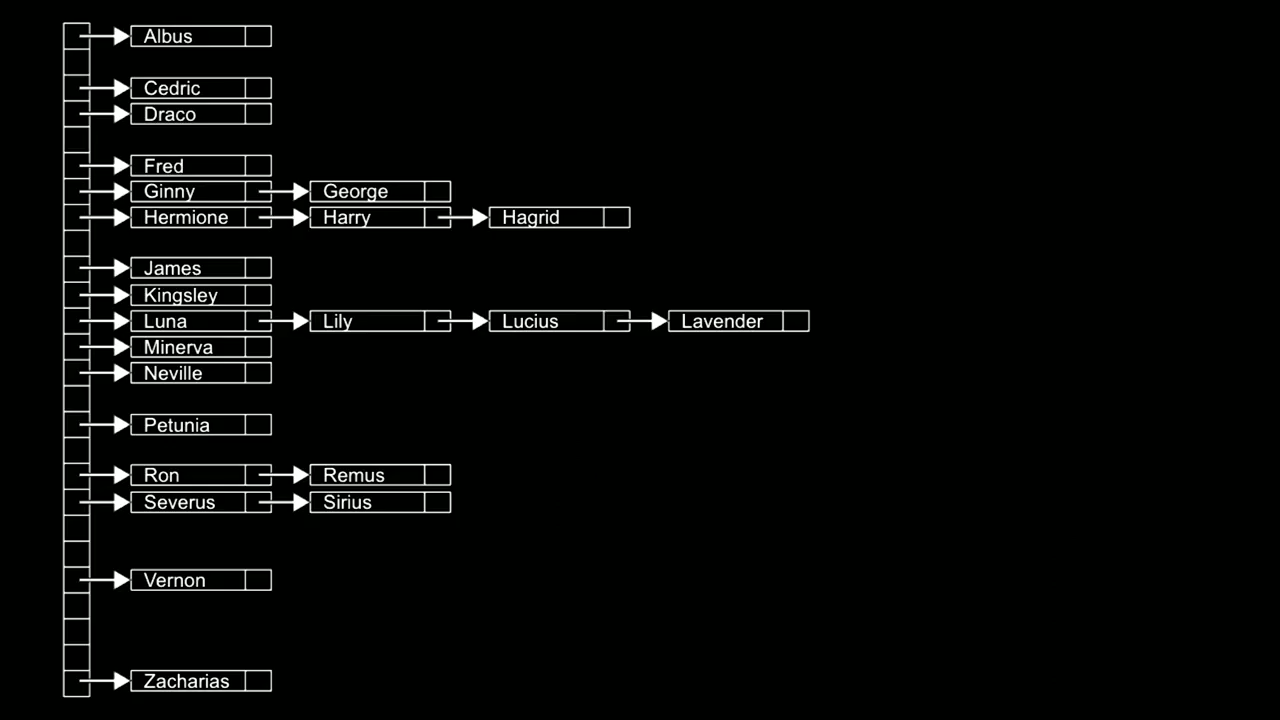 Albus
Cedric
Draco
Fred
Ginny George
Hermione Harry Hagrid
James
Kingsley
Luna Lily Lucius Lavender
Minerva
Neville
Petunia
Ron Remus
Severus Sirius
Vernon
Zacharias